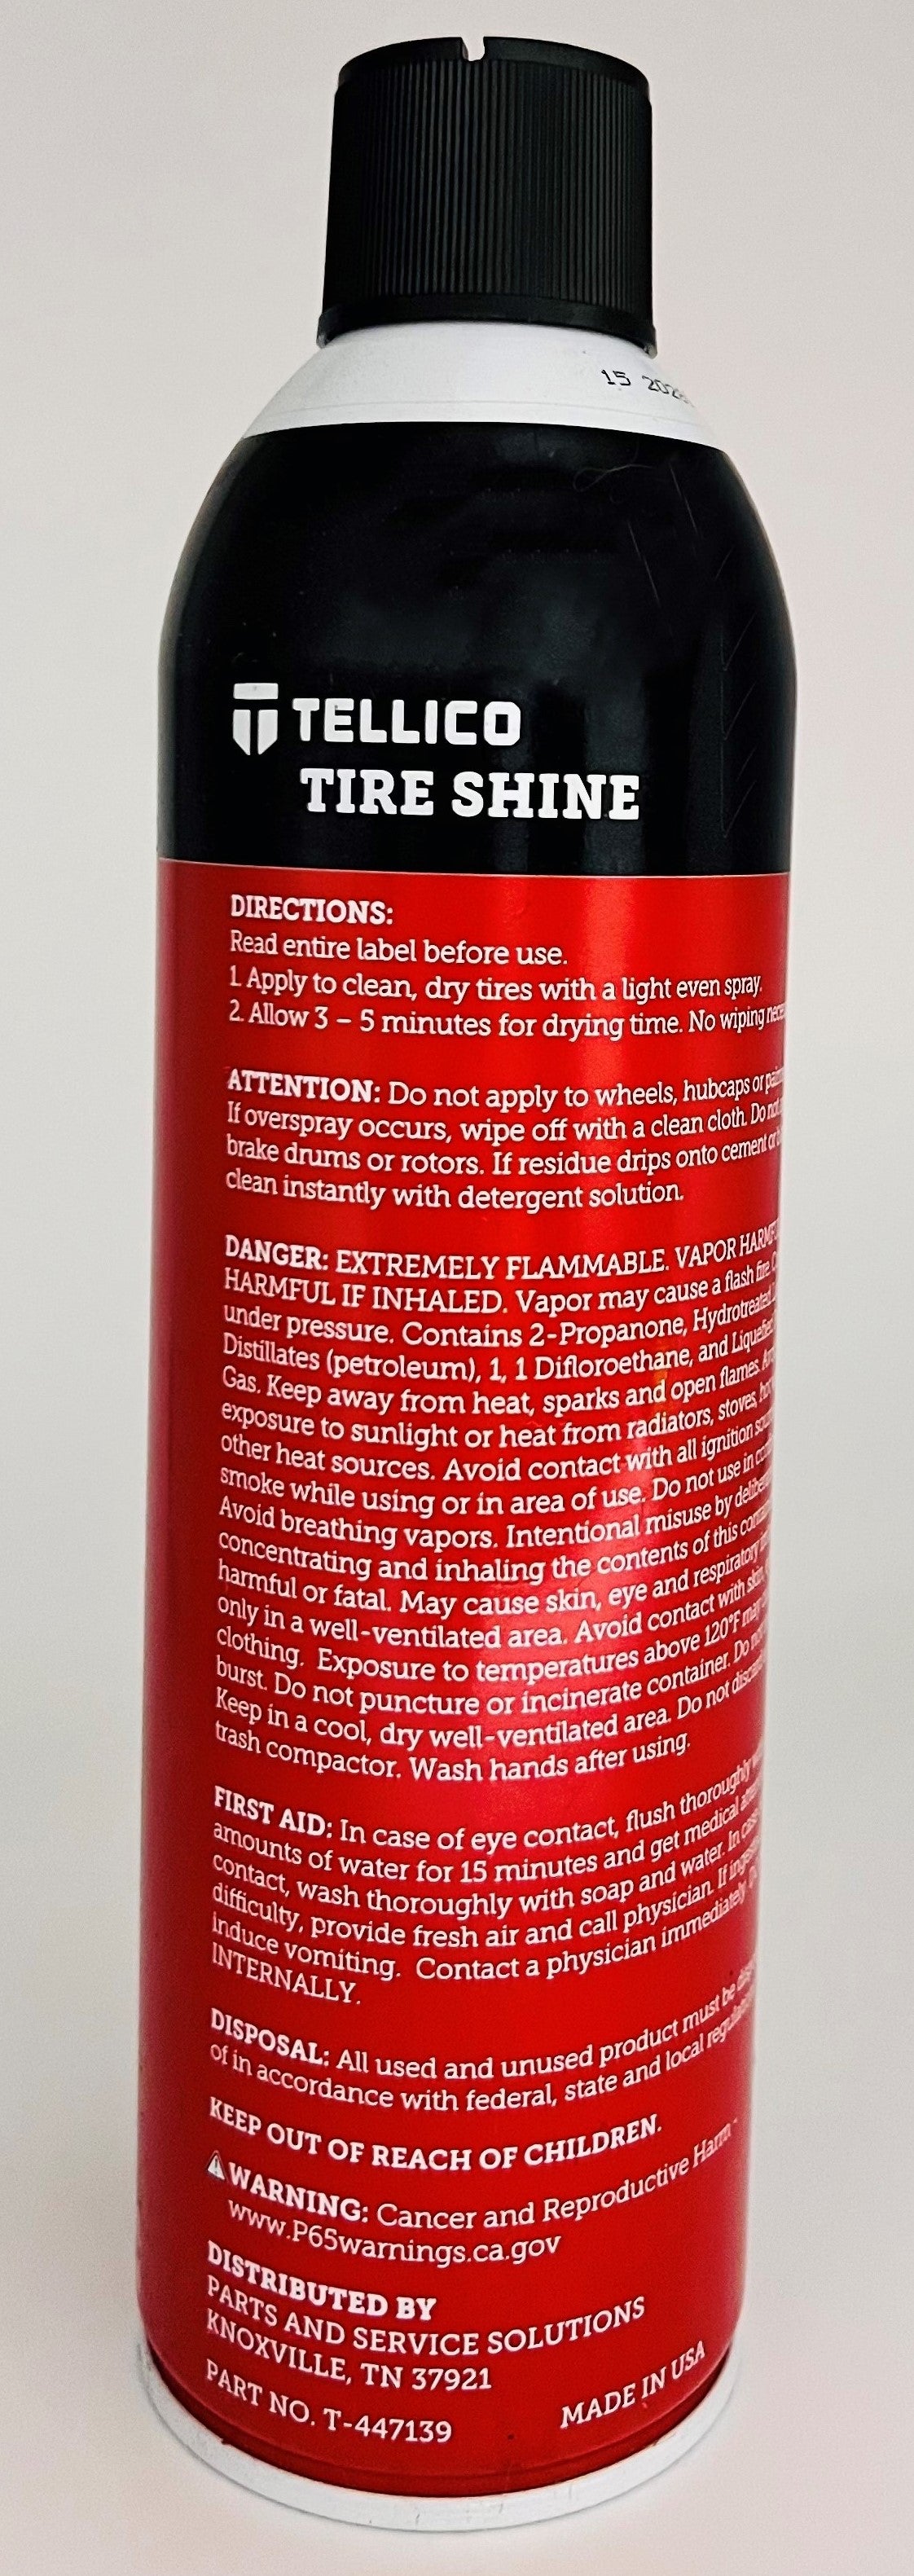 15
TELLICO
TIRE SHINE
DIRECTIONS:
Read entire label before use.
1. Apply to clean, dry tires with a light even spray.
2. Allow 3 – 5 minutes for drying time. No wiping
ATTENTION: Do not apply to wheels, hubcaps or
If overspray occurs, wipe off with a clean cloth. Do not
brake drums or rotors. If residue drips onto cement or
clean instantly with detergent solution.
DANGER: EXTREMELY FLAMMABLE. VAPOR
HARMFUL IF INHALED. Vapor may cause a flash fire.
under pressure. Contains 2-Propanone, Hydrotreated
Distillates (petroleum), 1, 1 Difloroethane, and
Gas. Keep away from heat, sparks and open flames.
exposure to sunlight or heat from radiators, stoves,
other heat sources. Avoid contact with all ignition
smoke while using or in area of use. Do not use in
Avoid breathing vapors. Intentional misuse by
concentrating and inhaling the contents of this
harmful or fatal. May cause skin, eye and respiratory
only in a well-ventilated area. Avoid contact with skin,
clothing. Exposure to temperatures above 120°F may
burst. Do not puncture or incinerate container. Do
Keep in a cool, dry well-ventilated area. Do not
trash compactor. Wash hands after using.
FIRST AID: In case of eye contact, flush thoroughly
amounts of water for 15 minutes and get medical
contact, wash thoroughly with soap and water. In
difficulty, provide fresh air and call physician. If
induce vomiting. Contact a physician immediately.
INTERNALLY.
DISPOSAL: All used and unused product must be
of in accordance with federal, state and local
KEEP OUT OF REACH OF CHILDREN.
WARNING: Cancer and Reproductive Harm -
www.P65warnings.ca.gov
DISTRIBUTED BY
PARTS AND SERVICE SOLUTIONS
KNOXVILLE, TN 37921
PART NO. T-447139 MADE IN USA